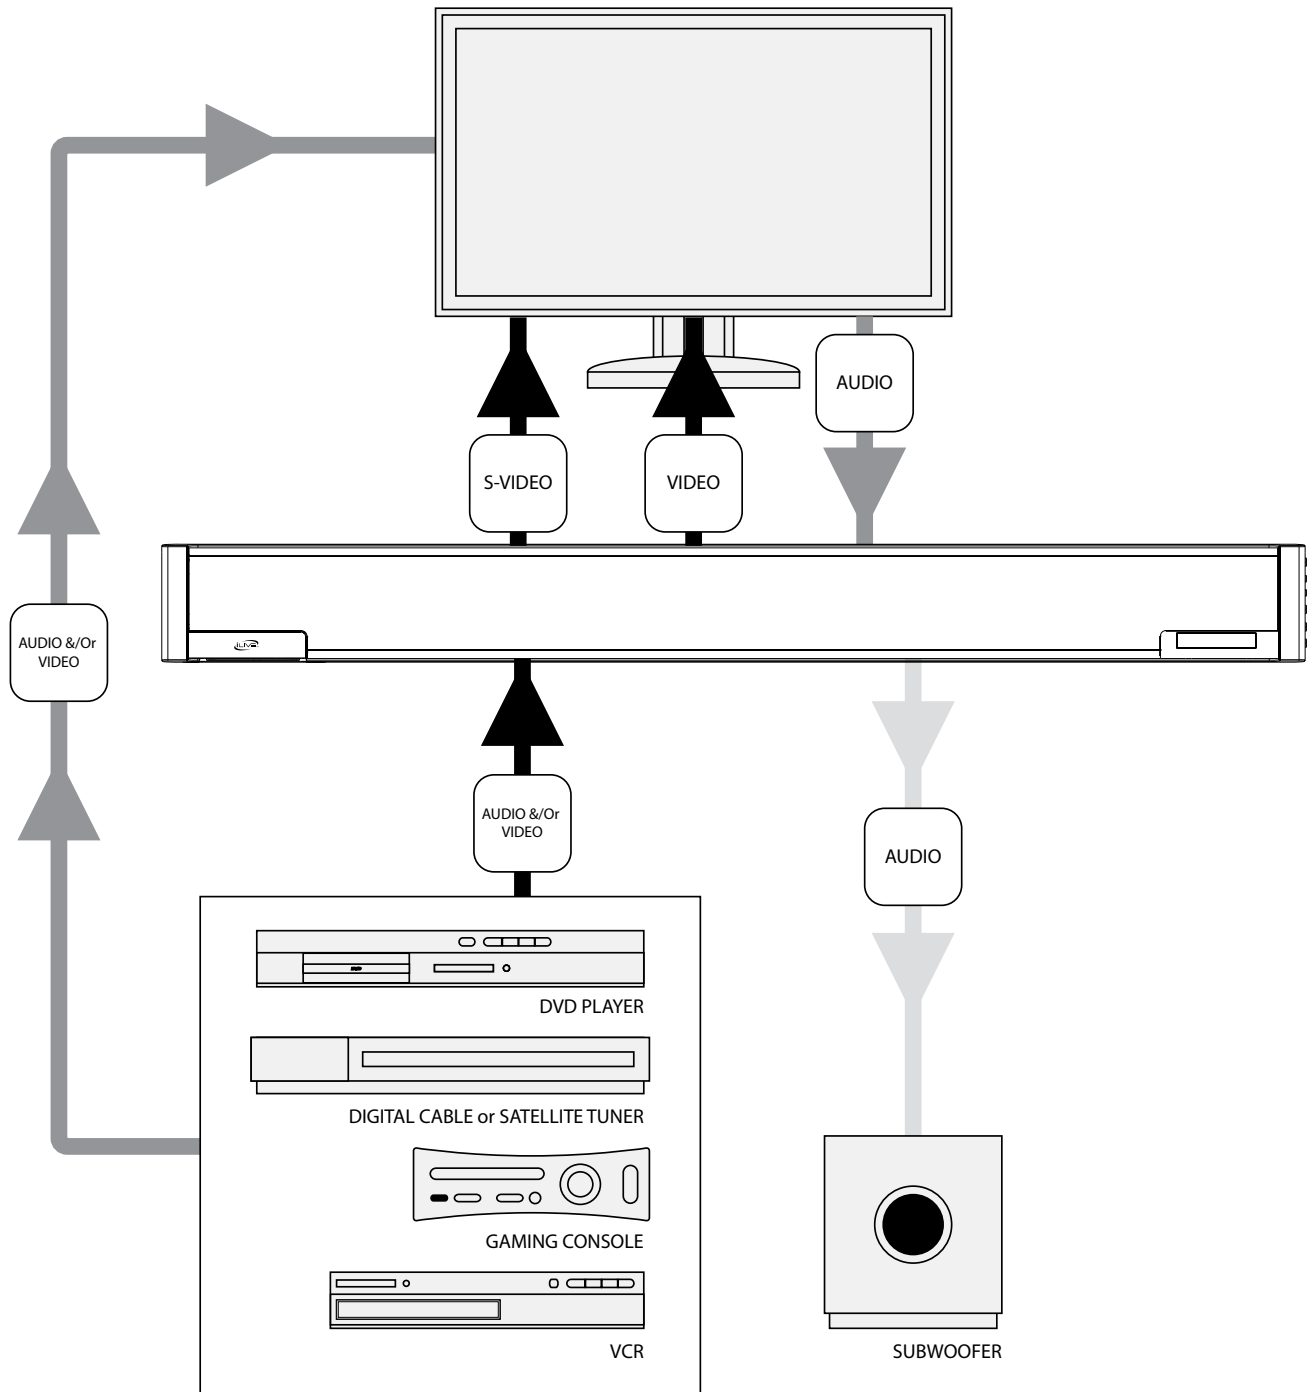 AUDIO
S-VIDEO
VIDEO
AUDIO &/Or
VIDEO
iLIVE
AUDIO &/Or
VIDEO
AUDIO
DVD PLAYER
DIGITAL CABLE or SATELLITE TUNER
GAMING CONSOLE
VCR
SUBWOOFER